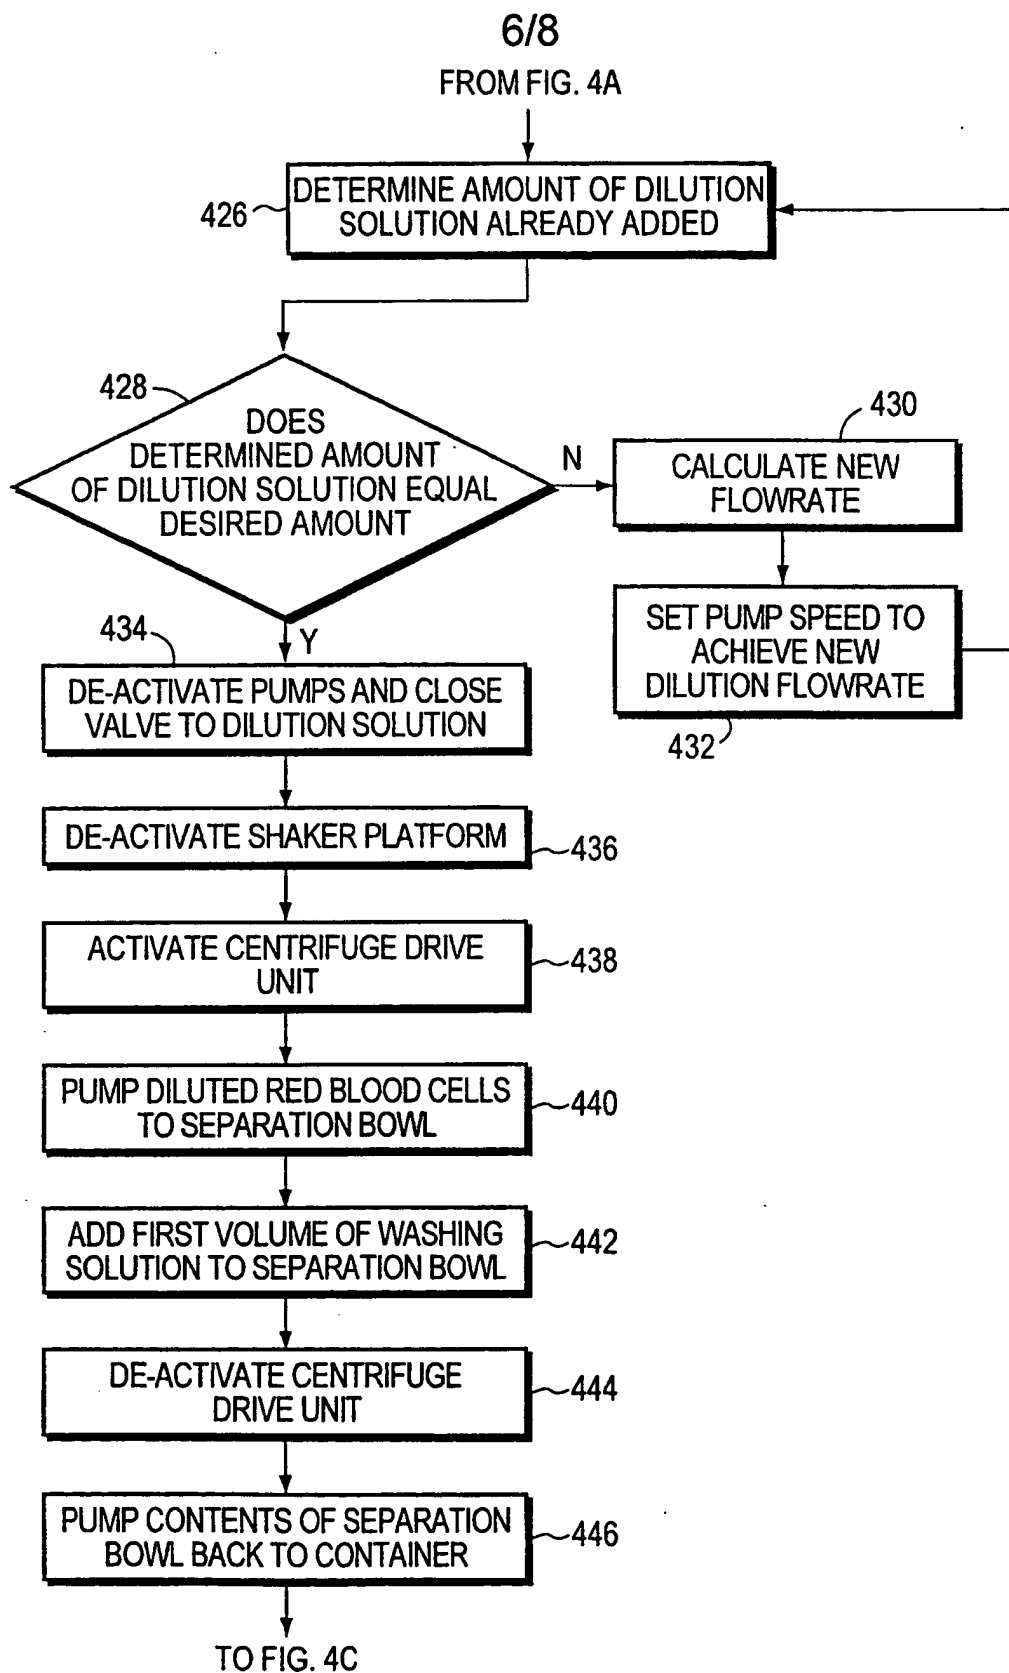 6/8
FROM FIG. 4A
DETERMINE AMOUNT OF DILUTION
SOLUTION ALREADY ADDED
426
428
DOES
DETERMINED AMOUNT
OF DILUTION SOLUTION EQUAL
DESIRED AMOUNT
N
430
CALCULATE NEW
FLOWRATE
SET PUMP SPEED TO
ACHIEVE NEW
DILUTION FLOWRATE
432
Y
434
DE-ACTIVATE PUMPS AND CLOSE
VALVE TO DILUTION SOLUTION
DE-ACTIVATE SHAKER PLATFORM
436
ACTIVATE CENTRIFUGE DRIVE
UNIT
438
PUMP DILUTED RED BLOOD CELLS
TO SEPARATION BOWL
440
ADD FIRST VOLUME OF WASHING
SOLUTION TO SEPARATION BOWL
442
DE-ACTIVATE CENTRIFUGE
DRIVE UNIT
444
PUMP CONTENTS OF SEPARATION
BOWL BACK TO CONTAINER
446
TO FIG. 4C